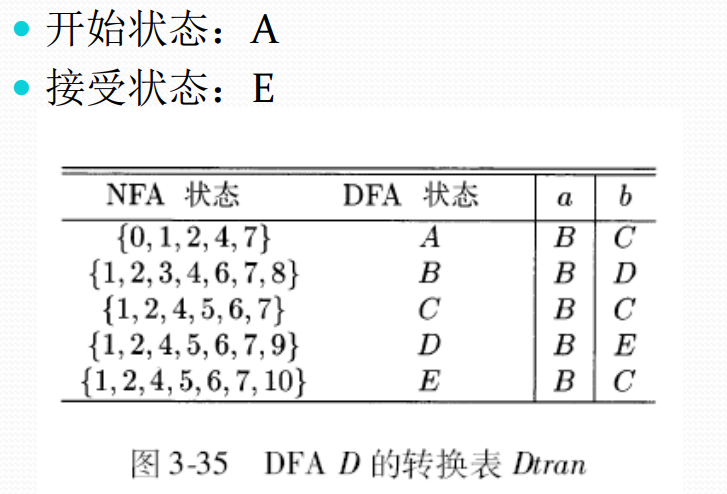 • 开始状态：A
• 接受状态：E
NFA 状态 DFA 状态 a b
{0, 1, 2, 4, 7} A B C
{1, 2, 3, 4, 6, 7, 8} B B D
{1, 2, 4, 5, 6, 7} C B C
{1, 2, 4, 5, 6, 7, 9} D B E
{1, 2, 4, 5, 6, 7, 10} E B C
图 3-35 DFA D 的转换表 Dtran